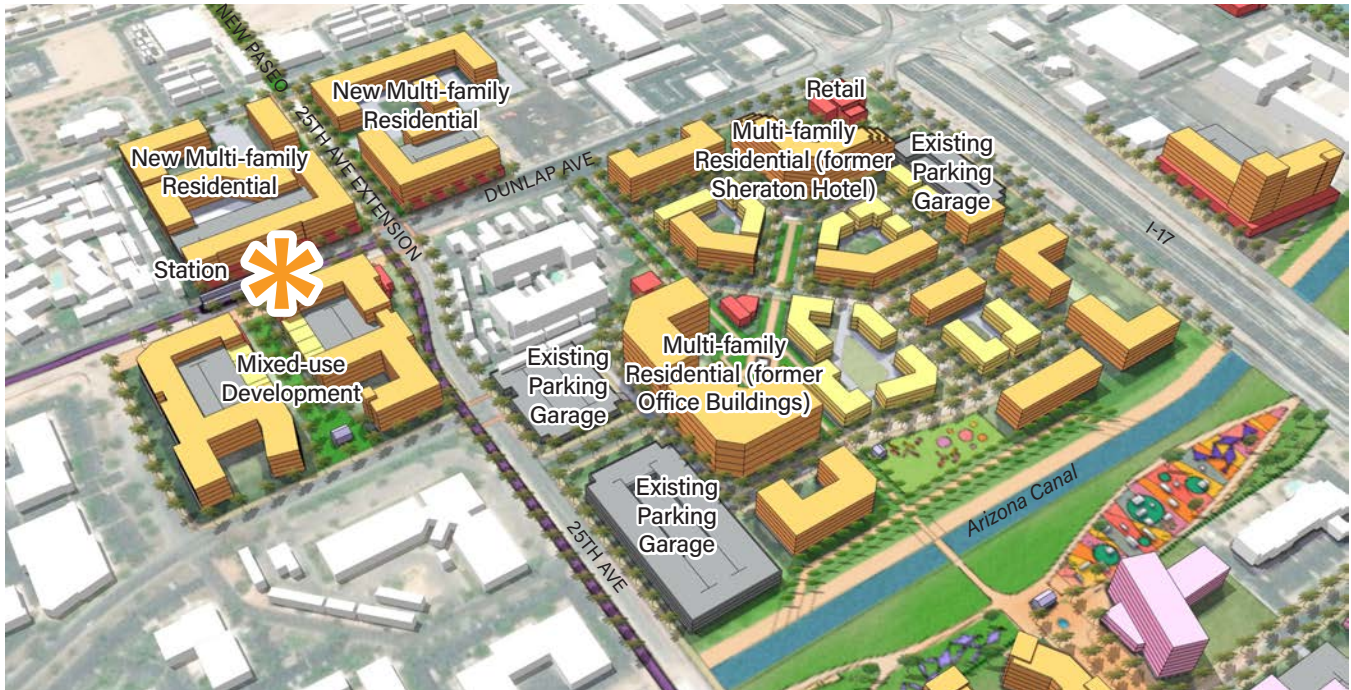 NEW PASEO
25TH AVE EXTENSION
New Multi-family
Residential
New Multi-family
Residential
Station
Mixed-use
Development
DUNLAP AVE
Retail
Multi-family
Residential (former
Sheraton Hotel)
Existing
Parking
Garage
I-17
Existing
Parking
Garage
Multi-family
Residential (former
Office Buildings)
Existing
Parking
Garage
25TH AVE
Arizona Canal